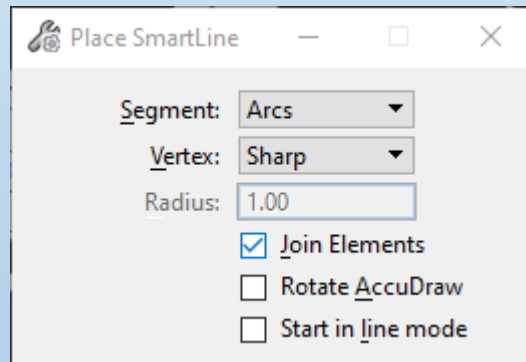 Place SmartLine
Segment: Arcs
Vertex: Sharp
Radius: 1.00
Join Elements
Rotate AccuDraw
Start in line mode